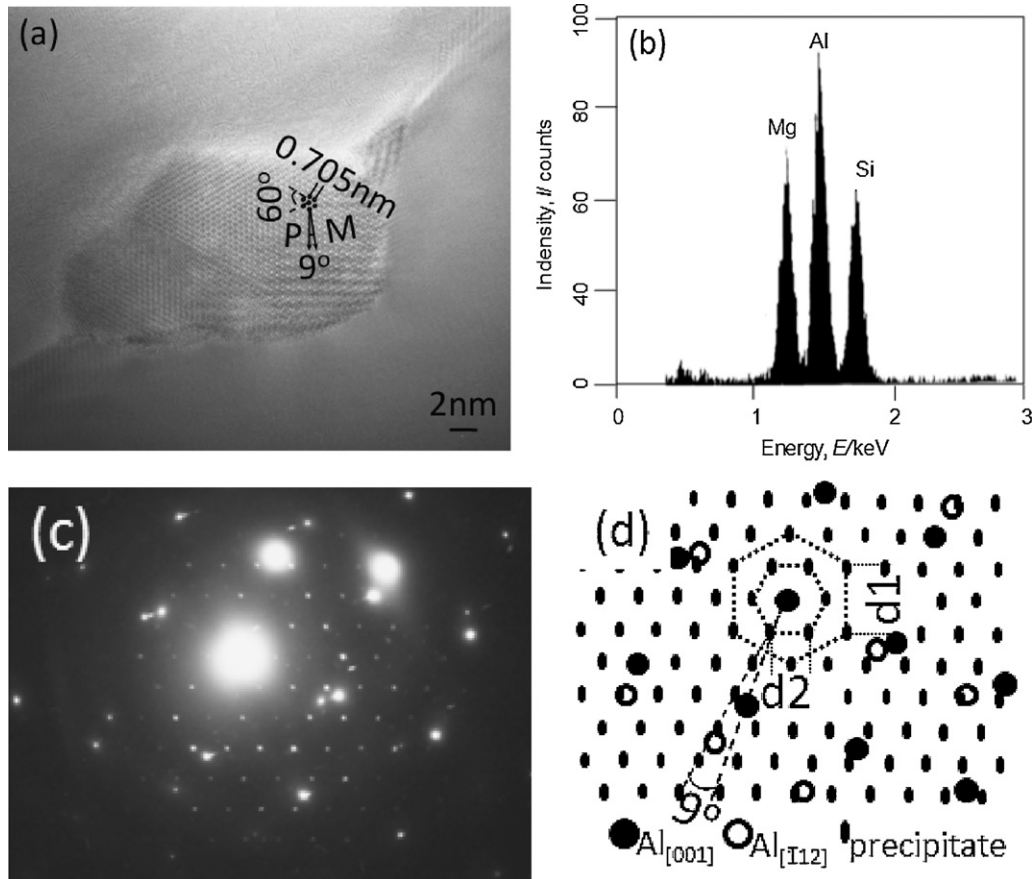 (a)
0.705nm
60°
P M
9°
2nm
(b)
Al
Mg
Si
100
80
60
40
0
Indensity, I/ counts
0 1 2 3
Energy, E/keV
(c)
(d)
d1
d2
9°
Al[001] Al[1̅12] precipitate